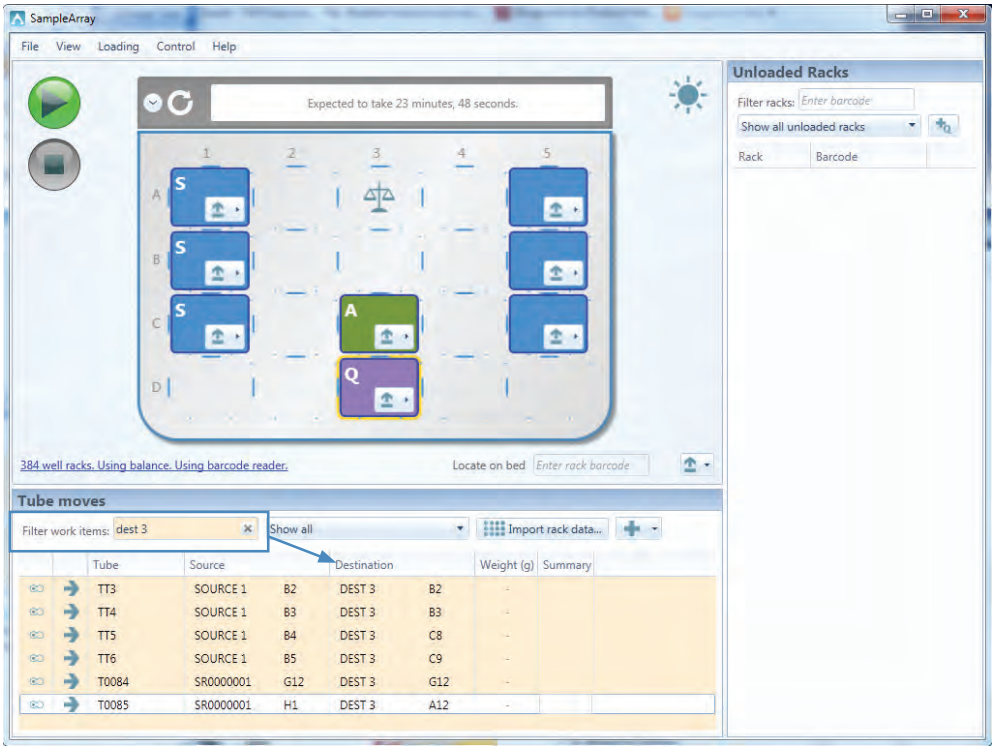 SampleArray
File View Loading Control Help
Expected to take 23 minutes, 48 seconds.
1 2 3 4 5
A S
B S
C S A
D Q
384 well racks. Using balance. Using barcode reader.
Locate on bed Enter rack barcode
Unloaded Racks
Filter racks: Enter barcode
Show all unloaded racks
Rack Barcode
Tube moves
Filter work items: dest 3 Show all Import rack data...
Tube Source Destination Weight (g) Summary
TT3 SOURCE 1 B2 DEST 3 B2 -
TT4 SOURCE 1 B3 DEST 3 B3 -
TT5 SOURCE 1 B4 DEST 3 C8 -
TT6 SOURCE 1 B5 DEST 3 C9 -
T0084 SR0000001 G12 DEST 3 G12 -
T0085 SR0000001 H1 DEST 3 A12 -